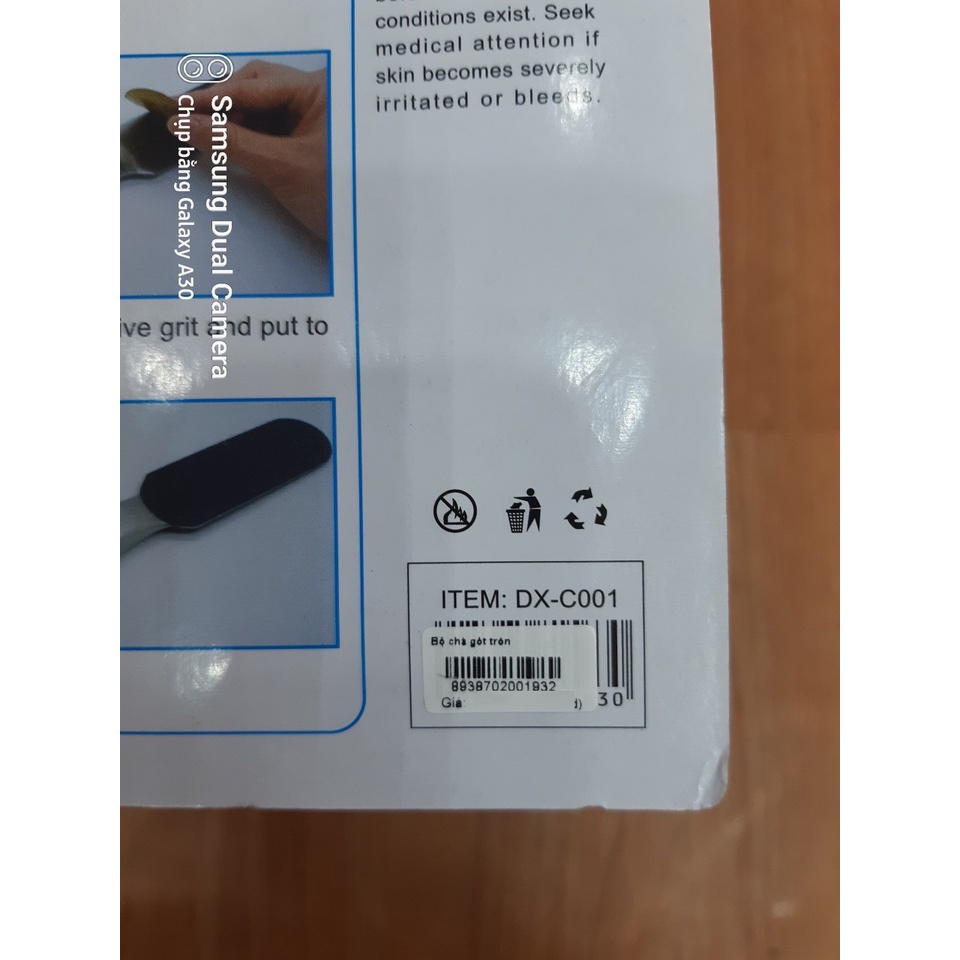 conditions exist. Seek
medical attention if
skin becomes severely
irritated or bleeds.
Samsung Dual Camera
Chụp bằng Galaxy A30
ive grit and put to
ITEM: DX-C001
Bộ chà gót tròn
8938702001932
Giá: đ)
30